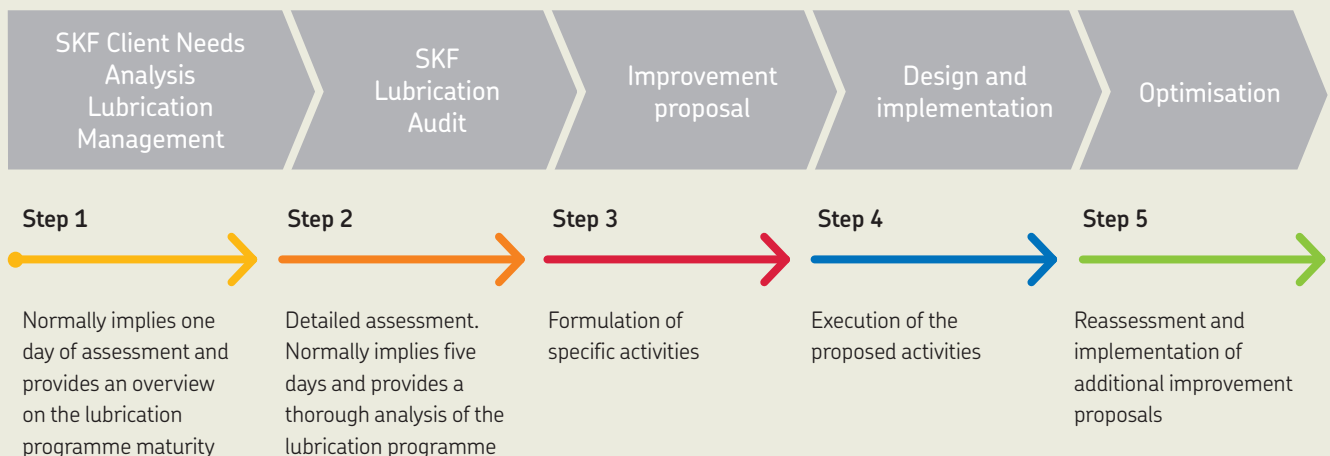 SKF Client Needs
Analysis
Lubrication
Management
SKF
Lubrication
Audit
Improvement
proposal
Design and
implementation
Optimisation
Step 1
Step 2
Step 3
Step 4
Step 5
Normally implies one
day of assessment and
provides an overview
on the lubrication
programme maturity
Detailed assessment.
Normally implies five
days and provides a
thorough analysis of the
lubrication programme
Formulation of
specific activities
Execution of the
proposed activities
Reassessment and
implementation of
additional improvement
proposals